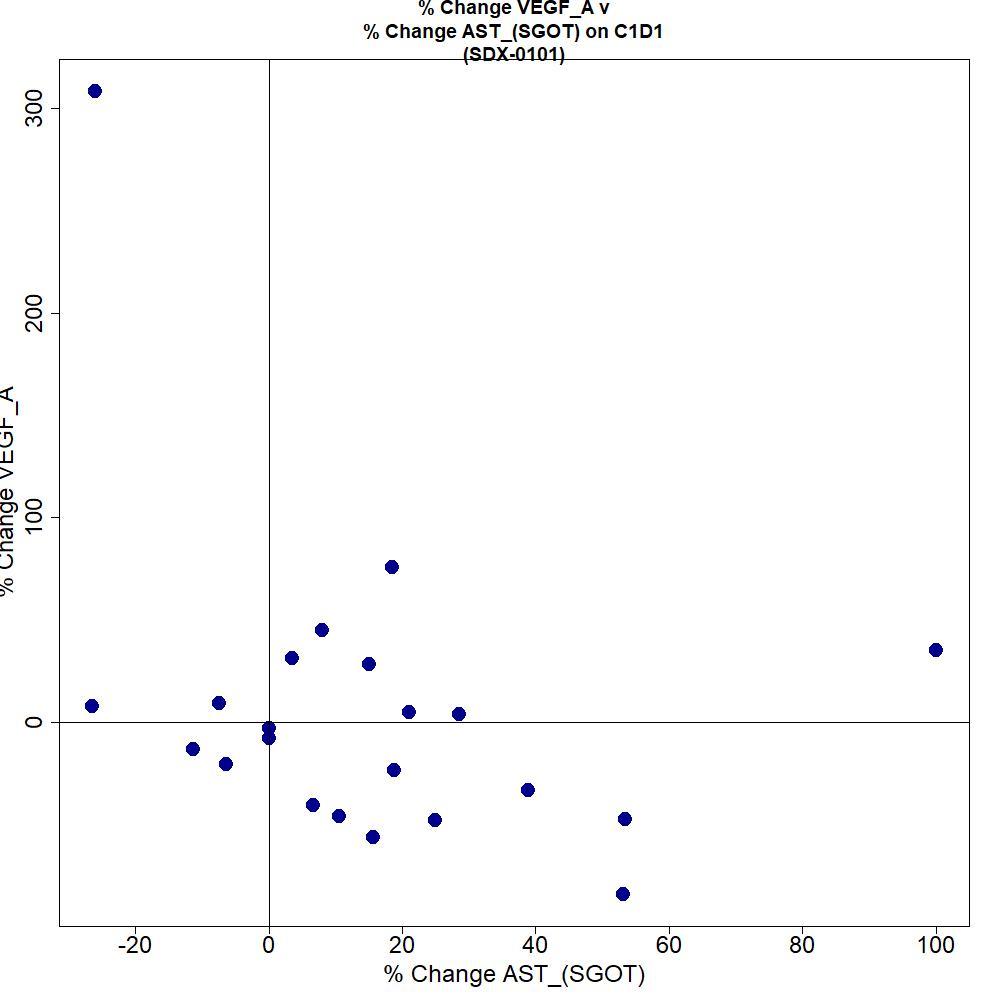 % Change VEGF_A v
% Change AST_(SGOT) on C1D1
(SDX-0101)
% Change VEGF_A
300
200
100
0
-20
0
20
40
60
80
100
% Change AST_(SGOT)